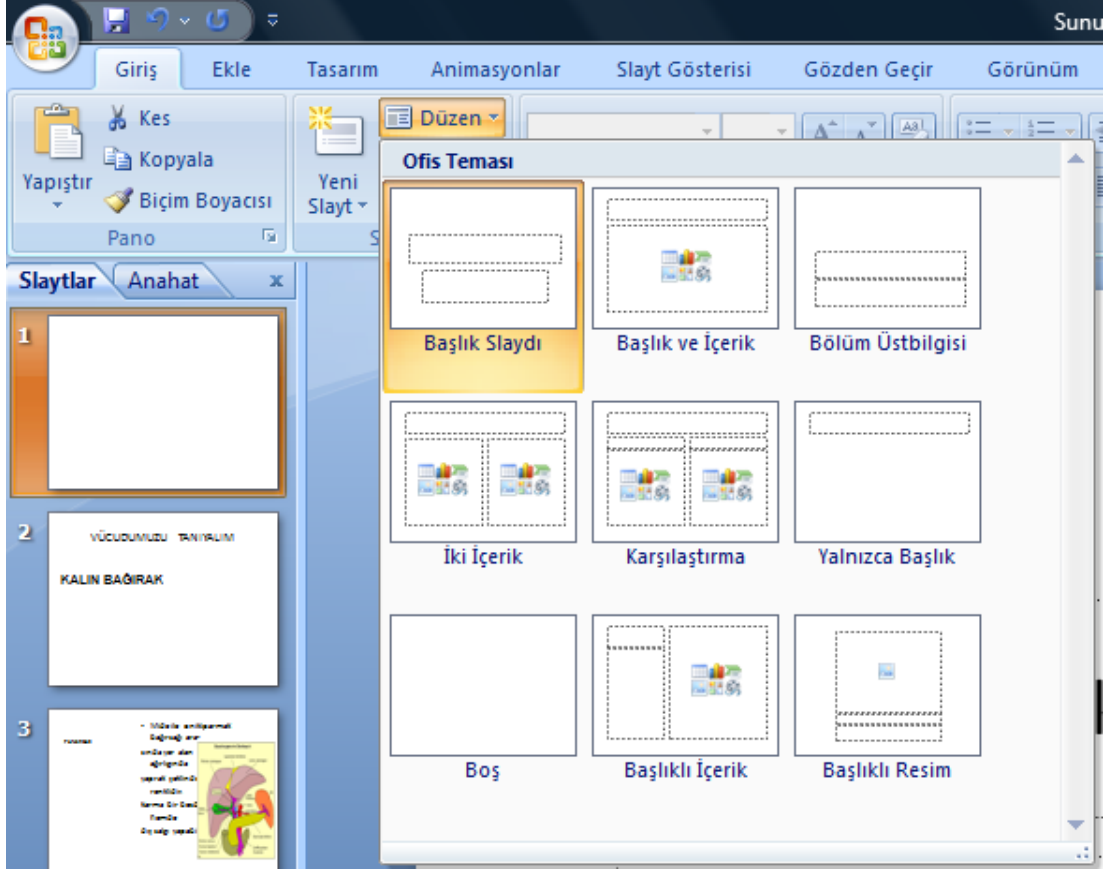 Sunu
Giriş Ekle Tasarım Animasyonlar Slayt Gösterisi Gözden Geçir Görünüm
Kes
Kopyala
Biçim Boyacısı
Yapıştır
Pano
Yeni
Slayt
Düzen
S
Ofis Teması
Başlık Slaydı Başlık ve İçerik Bölüm Üstbilgisi
İki İçerik Karşılaştırma Yalnızca Başlık
Boş Başlıklı İçerik Başlıklı Resim
Slaytlar Anahat x
1
2
VÜCUDUMUZU TANIYALIM
KALIN BAĞIRAK
3